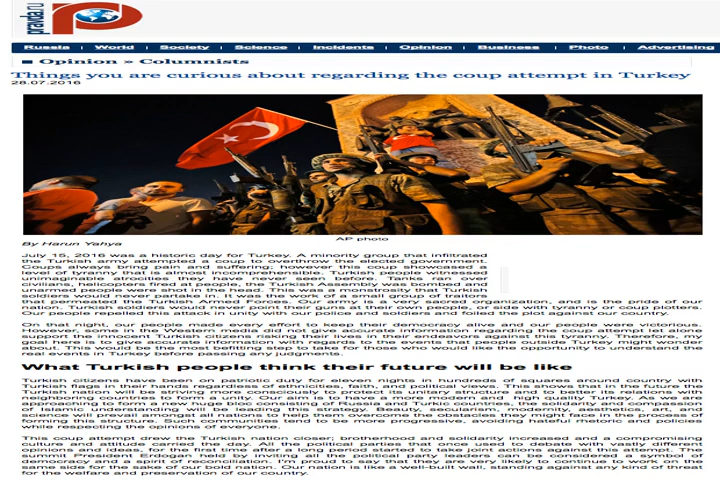 pravda.ru
Russia World Society Science Incidents Opinion Business Photo Advertising
Opinion » Columnists
Things you are curious about regarding the coup attempt in Turkey
28.07.2016
AP photo
By Harun Yahya
July 15, 2016 was a historic day for Turkey. A minority group that infiltrated
the Turkish army attempted a coup to overthrow the elected government.
Coups always bring pain and suffering; however this coup showcased a
level of tyranny that is almost incomprehensible. Turkish people witnessed
unimaginable atrocities they have never seen before. Tanks ran over
civilians, helicopters fired at people, the Turkish Assembly was bombed and
unarmed people were shot in the head. This was a monstrosity that Turkish
soldiers would never partake in. It was the work of a small group of traitors
that permeated the Turkish Armed Forces. Our army is a very sacred organization, and is the pride of our
nation. Turkish soldiers would never point their guns at their own people, or side with tyranny or coup plotters.
Our people repelled this attack in unity with our police and soldiers and foiled the plot against our country.
On that night, our people made every effort to keep their democracy alive and our people were victorious.
However, some in the Western media did not give accurate information regarding the coup attempt let alone
support the innocent Turkish citizens risking their lives in their endeavors against this tyranny. Therefore, my
goal here is to give accurate information with regards to the events that people outside Turkey might wonder
about. This would be the most befitting step to take for those who would like the opportunity to understand the
real events in Turkey before passing any judgments.
What Turkish people think their future will be like
Turkish citizens have been on patriotic duty for eleven nights in hundreds of squares around country with
Turkish flags in their hands regardless of ethnicities, faith, and political views. This shows that in the future the
Turkish nation will be striving more consciously to protect its unitary structure and to better its relations with
neighboring countries to form a unity. Our aim is to have a more modern and high quality Turkey. As we are
approaching to form a new huge bloc consisting of Russia and Turkic countries, the solidarity and compassion
of Islamic understanding will be leading this strategy. Beauty, secularism, modernity, aesthetics, art, and
science will prevail amongst all nations to help them overcome the obstacles they might face in the process of
forming this structure. Such communities tend to be more progressive, avoiding hateful rhetoric and policies
while respecting the opinions of everyone.
This coup attempt drew the Turkish nation closer; brotherhood and solidarity increased and a compromising
culture and attitude carried the day. All the political parties that once used to debate with vastly different
opinions and ideas, for the first time after a long period started to take joint actions against this attempt. The
summit President Erdogan held by inviting all the political party leaders can be considered a symbol of
democracy and a spirit of reconciliation. I'm proud to say that they are very likely to continue to work on the
same side for the sake of our bold nation. Our nation is like a well-built wall, standing against any kind of threat
for the welfare and preservation of our country.